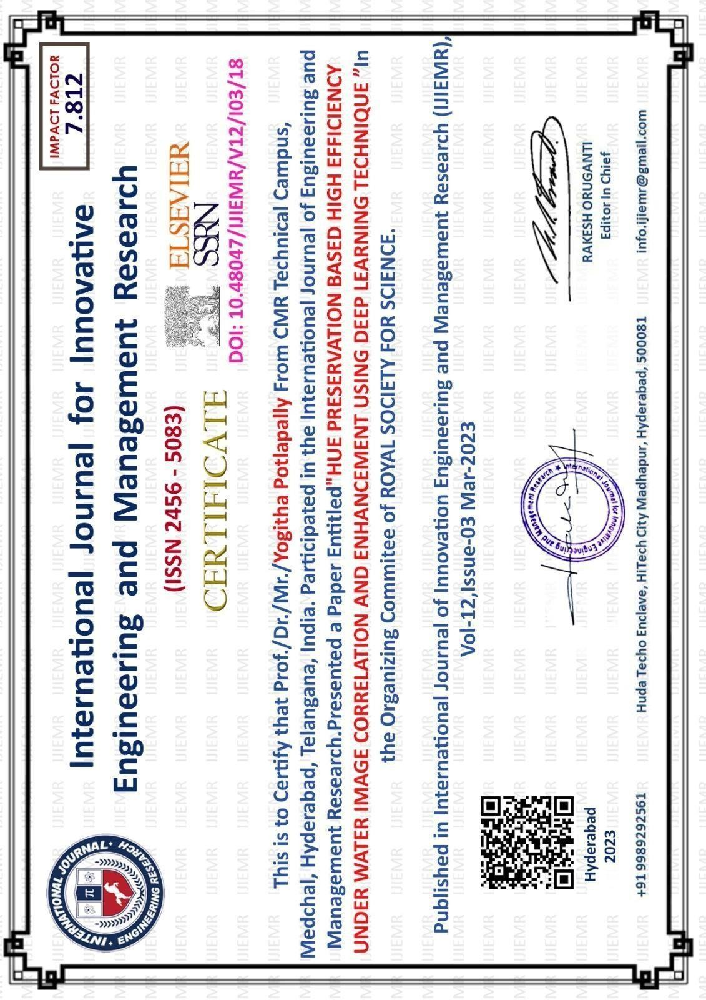 IMPACT FACTOR
7.812
International Journal for Innovative
Engineering and Management Research
(ISSN 2456 - 5083)
CERTIFICATE
ELSEVIER
SSRN
DOI: 10.48047/IJIEMR/V12/I03/18
This is to Certify that Prof./Dr./Mr./Yogitha Potlapally From CMR Technical Campus,
Medchal, Hyderabad, Telangana, India. Participated in the International Journal of Engineering and
Management Research.Presented a Paper Entitled"HUE PRESERVATION BASED HIGH EFFICIENCY
UNDER WATER IMAGE CORRELATION AND ENHANCEMENT USING DEEP LEARNING TECHNIQUE ”In
the Organizing Committee of ROYAL SOCIETY FOR SCIENCE.
Published in International Journal of Innovation Engineering and Management Research (IJIEMR),
Vol-12,Issue-03 Mar-2023
INTERNATIONAL JOURNAL
ENGINEERING RESEARCH
π
International Journal for Innovative Engineering and Management Research
Hyderabad
2023
RAKESH ORUGANTI
Editor In Chief
+91 9989292561
Huda Techo Enclave, HiTech City Madhapur, Hyderabad, 500081
info.ijiemr@gmail.com
IJIEMR